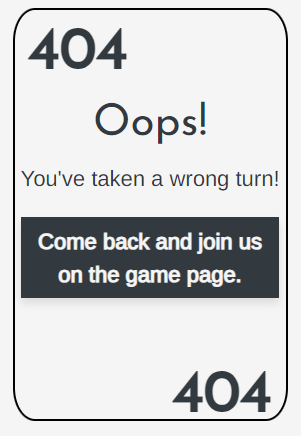 404
Oops!
You've taken a wrong turn!
Come back and join us
on the game page.
404